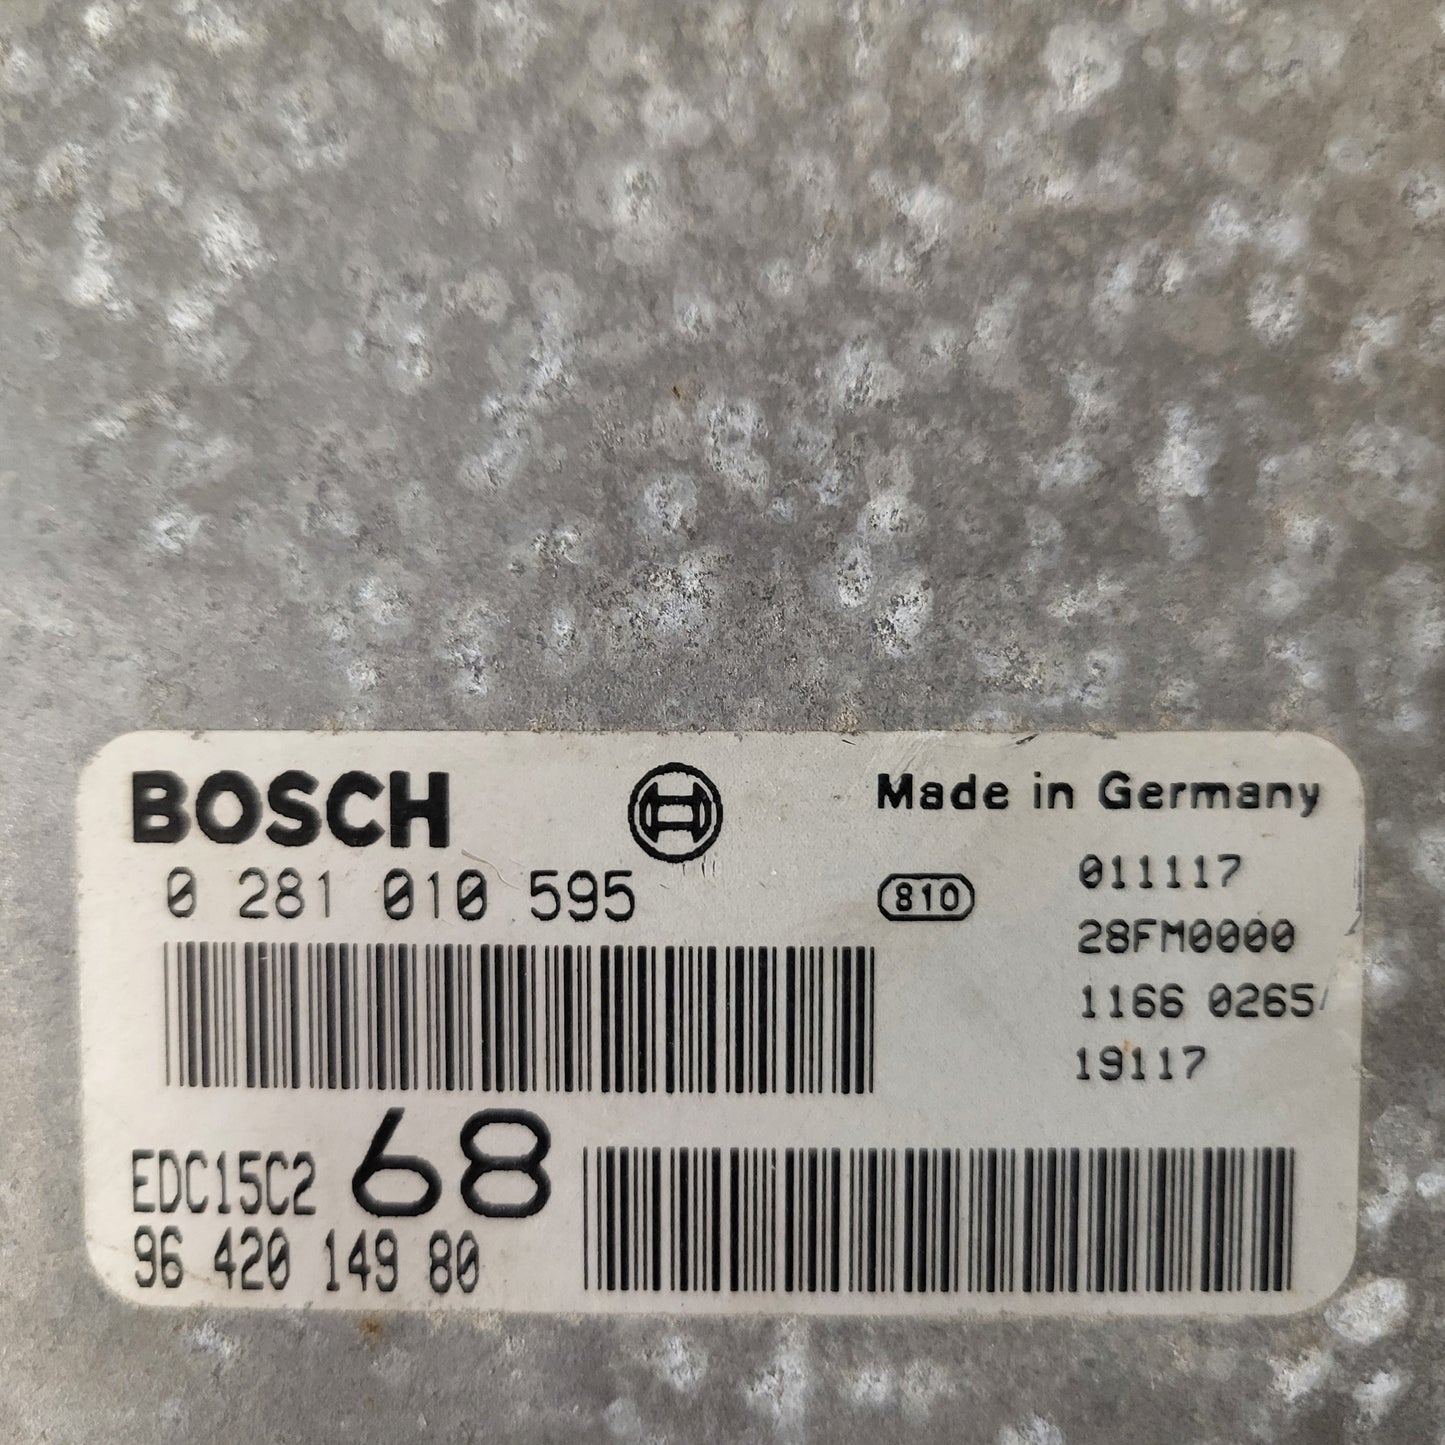 BOSCH
Made in Germany
0 281 010 595
810
011117
28FM0000
1166 0265
19117
EDC15C2 68
96 420 149 80